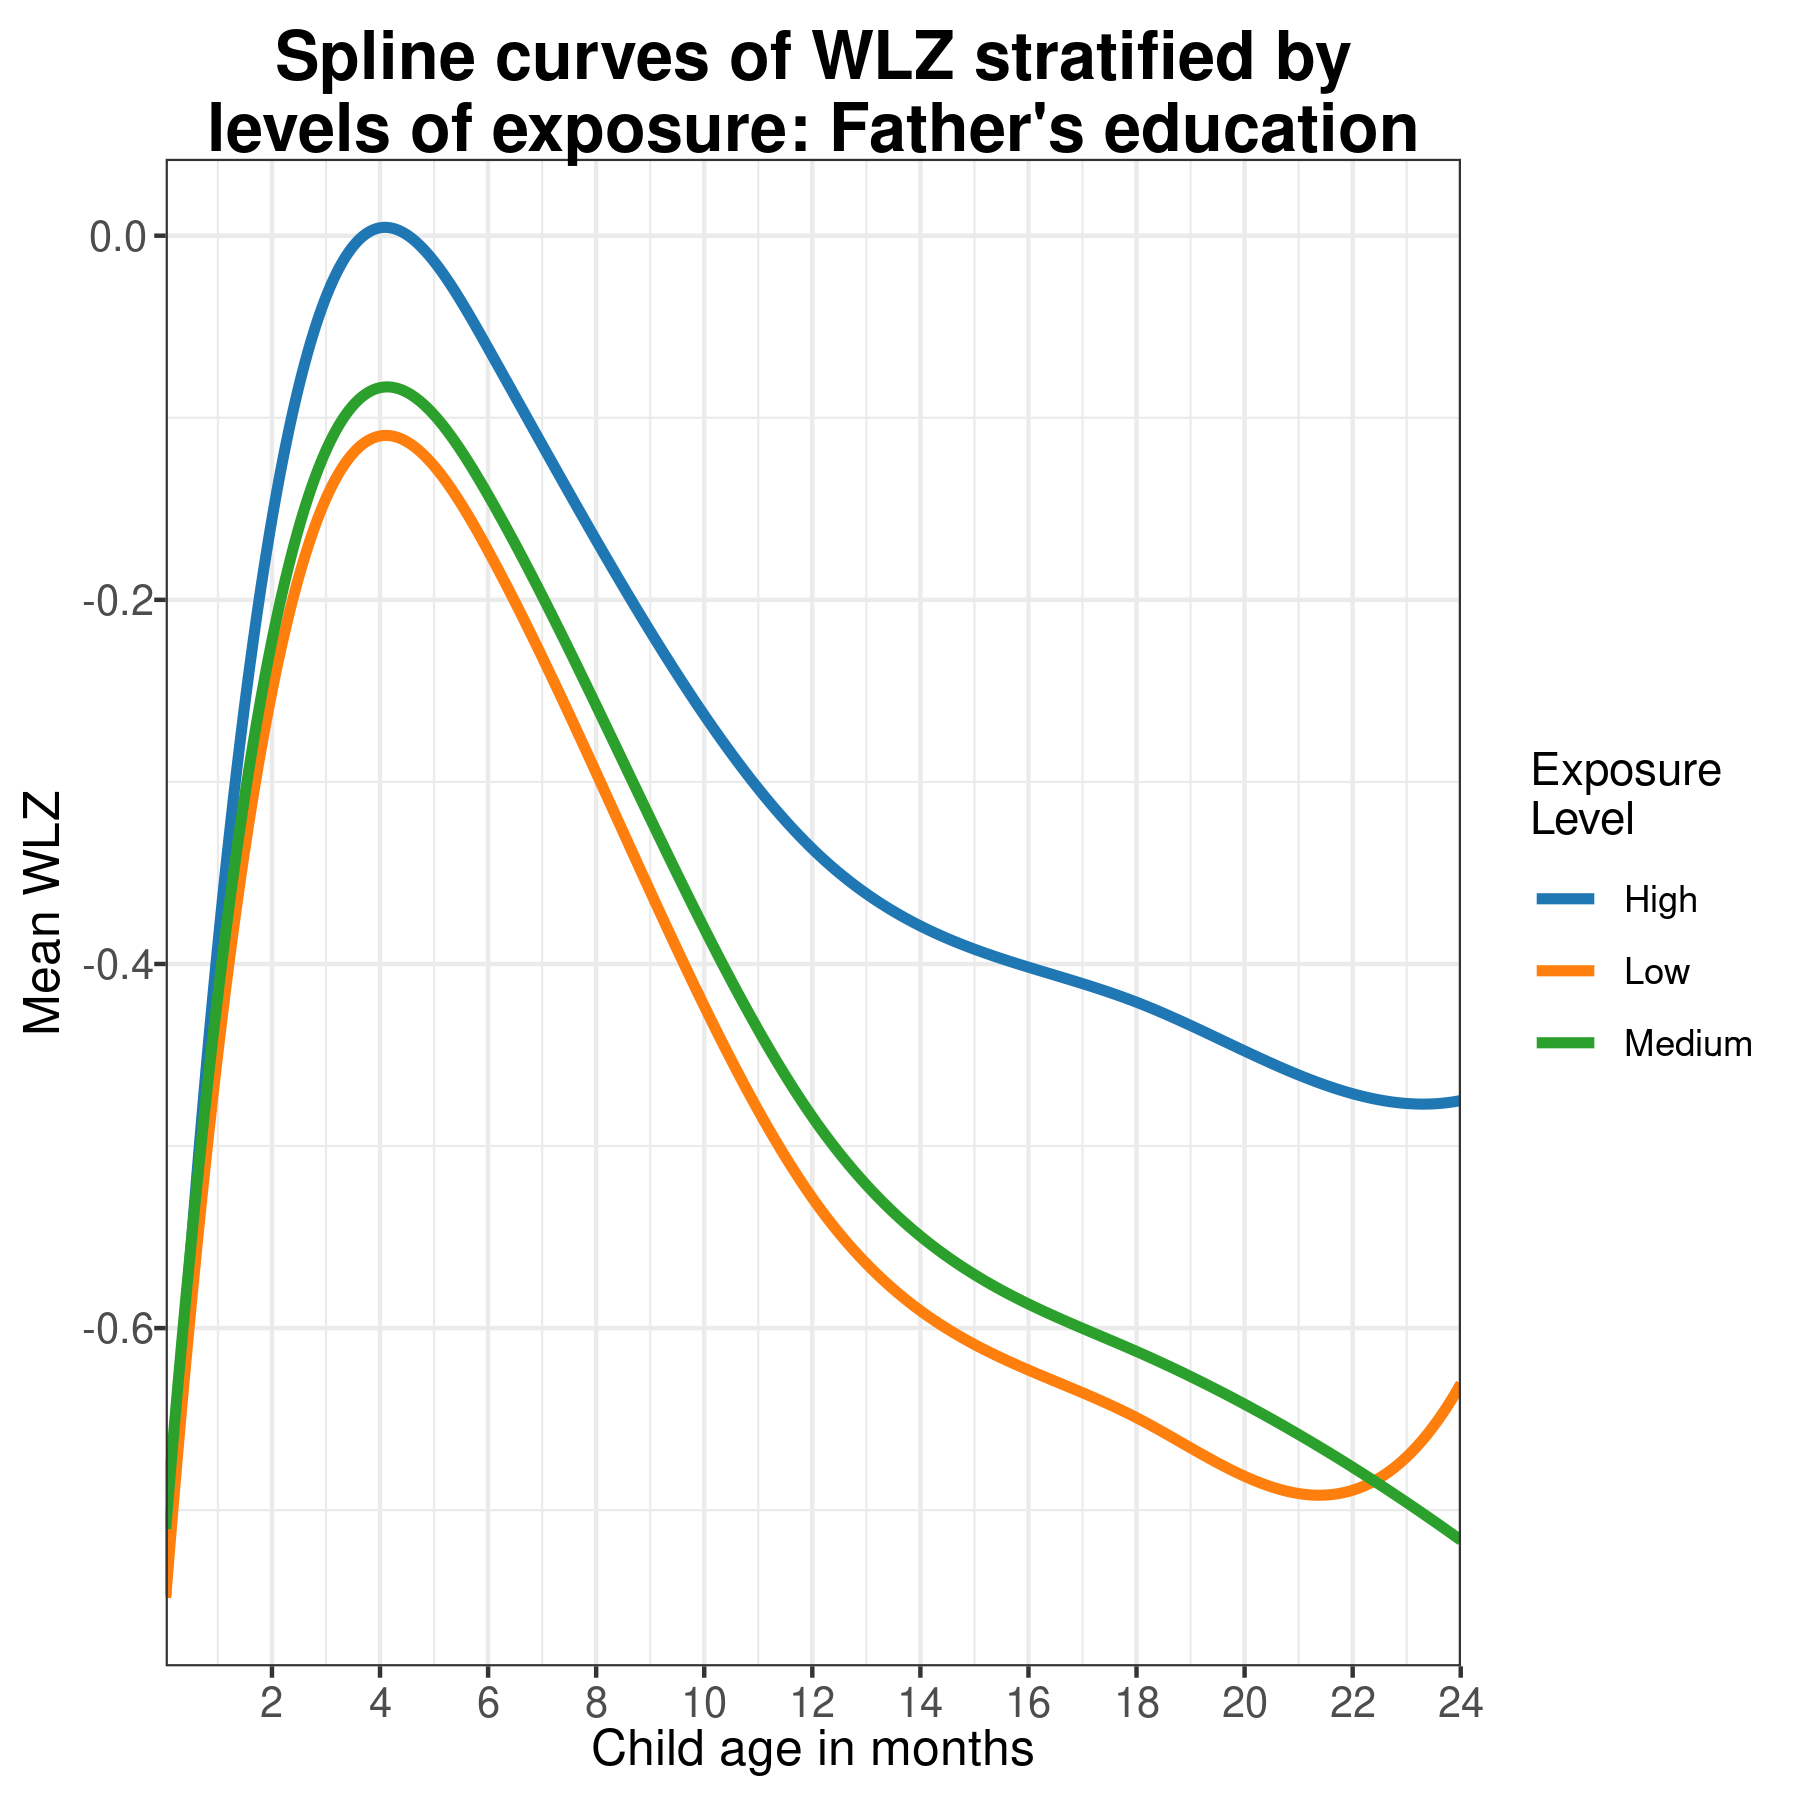 Spline curves of WLZ stratified by
levels of exposure: Father's education
0.0
-0.2
-0.4
-0.6
Mean WLZ
2 4 6 8 10 12 14 16 18 20 22 24
Child age in months
Exposure
Level
High
Low
Medium